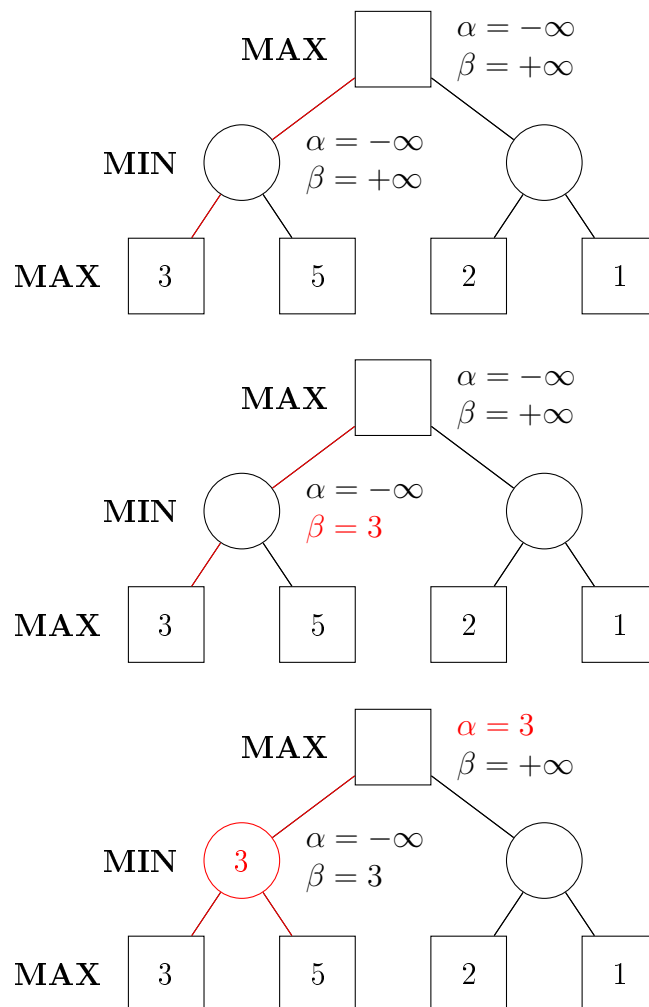 MAX α = −∞
β = +∞
MIN α = −∞
β = +∞
MAX 3 5 2 1
MAX α = −∞
β = +∞
MIN α = −∞
β = 3
MAX 3 5 2 1
MAX α = 3
β = +∞
MIN 3 α = −∞
β = 3
MAX 3 5 2 1